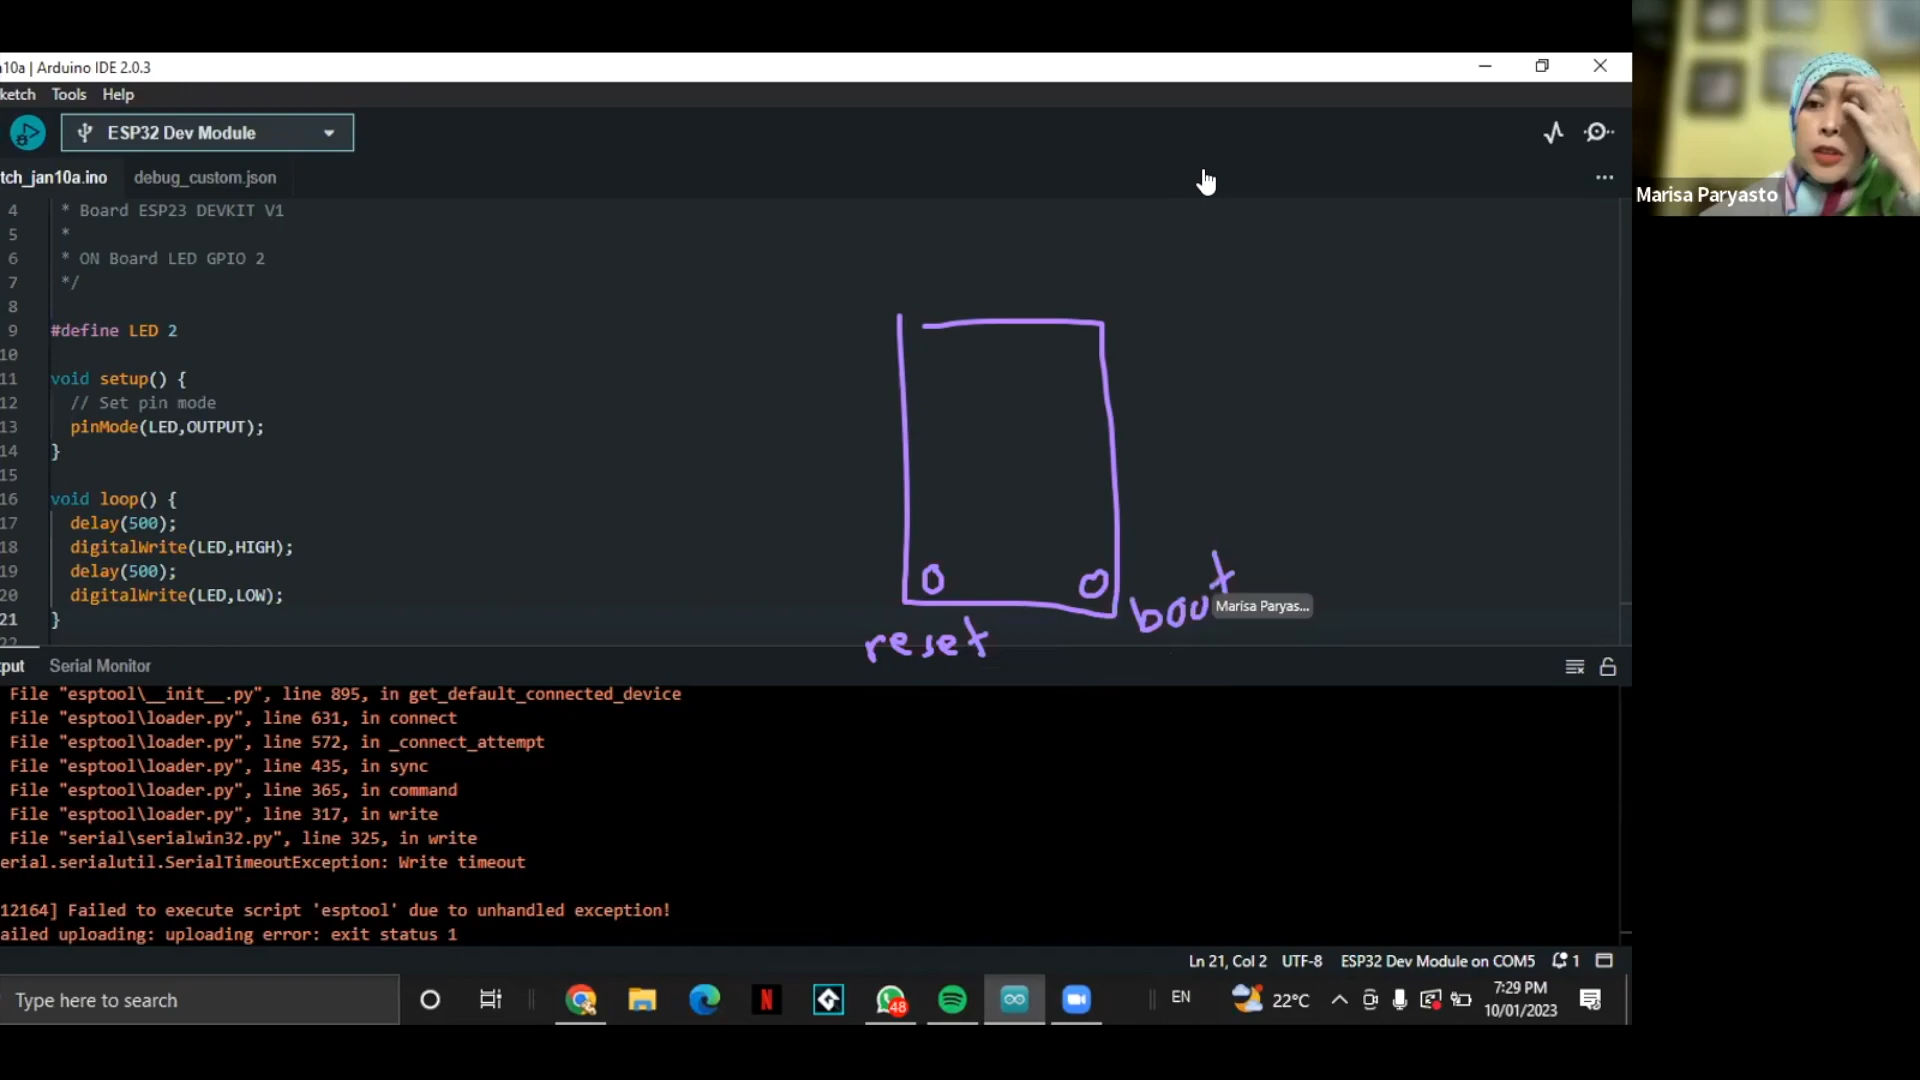 10a | Arduino IDE 2.0.3
ketch Tools Help
ESP32 Dev Module
tch_jan10a.ino debug_custom.json
4 * Board ESP23 DEVKIT V1
5 *
6 * ON Board LED GPIO 2
7 */
8
9 #define LED 2
10
11 void setup() {
12 // Set pin mode
13 pinMode(LED,OUTPUT);
14 }
15
16 void loop() {
17 delay(500);
18 digitalWrite(LED,HIGH);
19 delay(500);
20 digitalWrite(LED,LOW);
21 }
22
reset
Marisa Paryas...
put Serial Monitor
File "esptool\__init__.py", line 895, in get_default_connected_device
File "esptool\loader.py", line 631, in connect
File "esptool\loader.py", line 572, in _connect_attempt
File "esptool\loader.py", line 435, in sync
File "esptool\loader.py", line 365, in command
File "esptool\loader.py", line 317, in write
File "serial\serialwin32.py", line 325, in write
erial.serialutil.SerialTimeoutException: Write timeout
12164] Failed to execute script 'esptool' due to unhandled exception!
ailed uploading: uploading error: exit status 1
Ln 21, Col 2 UTF-8 ESP32 Dev Module on COM5 1
Type here to search
N
48
EN
22°C
7:29 PM
10/01/2023
Marisa Paryasto